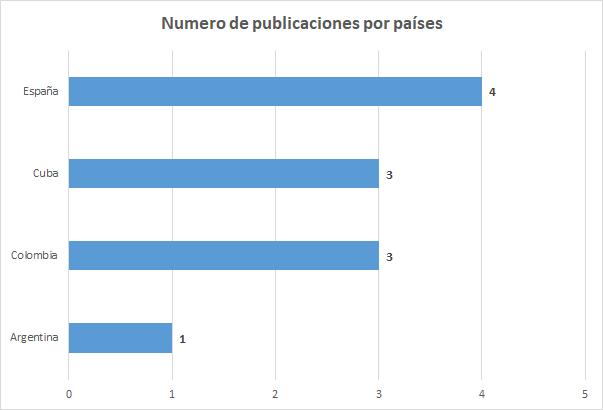 Numero de publicaciones por países
España
4
Cuba
3
Colombia
3
Argentina
1
0 1 2 3 4 5